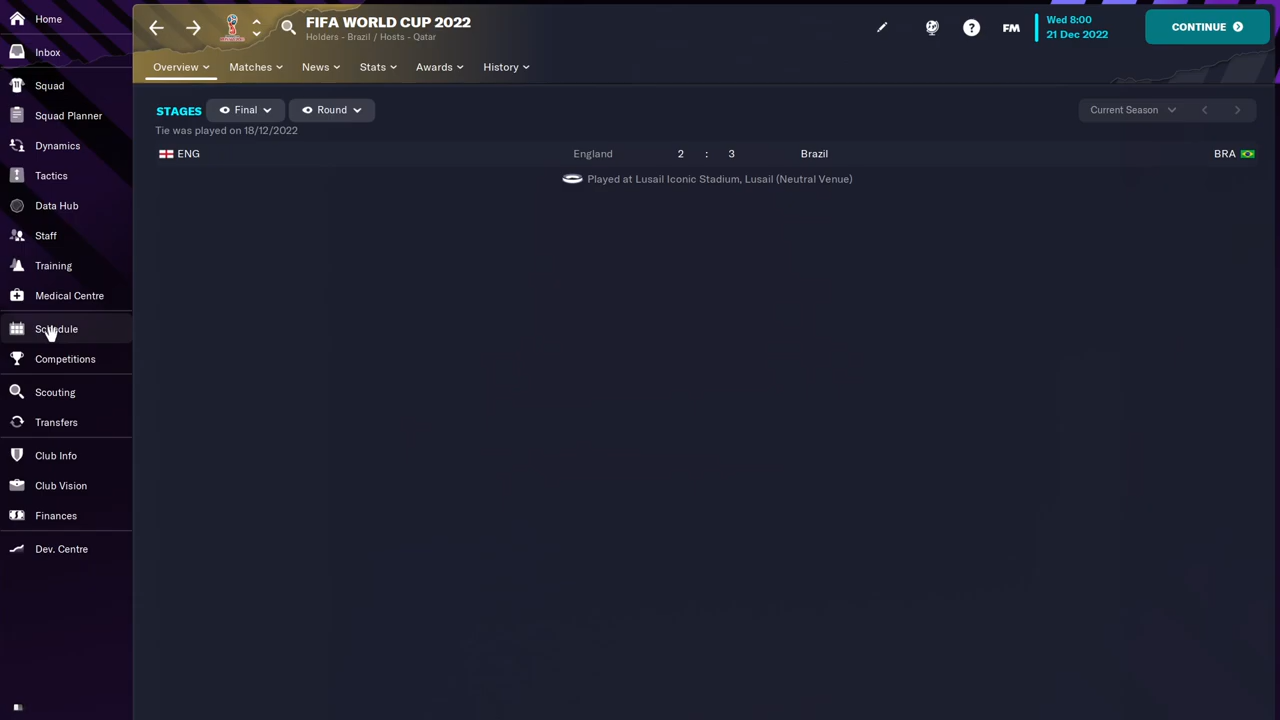 Home
Inbox
Squad
Squad Planner
Dynamics
Tactics
Data Hub
Staff
Training
Medical Centre
Schedule
Competitions
Scouting
Transfers
Club Info
Club Vision
Finances
Dev. Centre
FIFA WORLD CUP 2022
Holders - Brazil / Hosts - Qatar
FM
Wed 8:00
21 Dec 2022
CONTINUE
Overview Matches News Stats Awards History
STAGES Final Round Current Season
Tie was played on 18/12/2022
ENG England 2 : 3 Brazil BRA
Played at Lusail Iconic Stadium, Lusail (Neutral Venue)